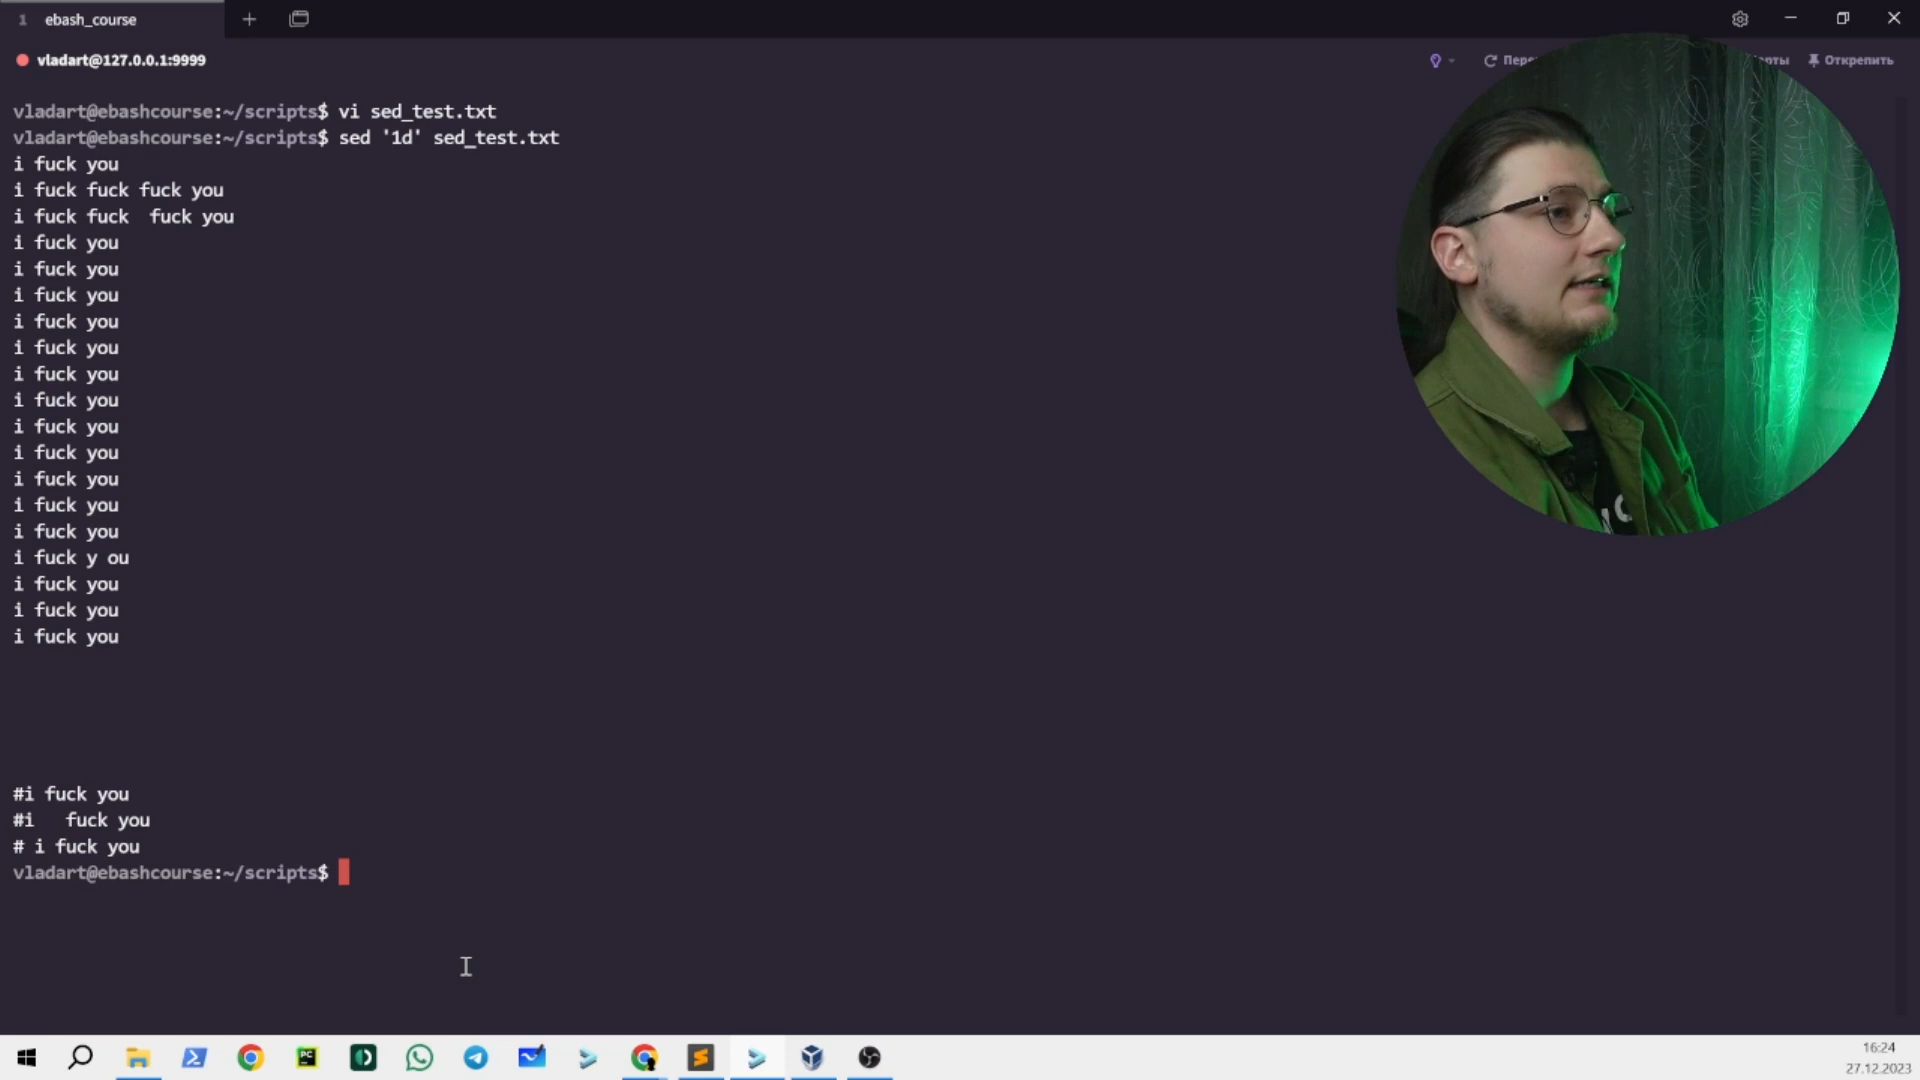 1 ebash_course
vladart@127.0.0.1:9999
Открепить
vladart@ebashcourse:~/scripts$ vi sed_test.txt
vladart@ebashcourse:~/scripts$ sed '1d' sed_test.txt
i fuck you
i fuck fuck fuck you
i fuck fuck  fuck you
i fuck you
i fuck you
i fuck you
i fuck you
i fuck you
i fuck you
i fuck you
i fuck you
i fuck you
i fuck you
i fuck you
i fuck you
i fuck y ou
i fuck you
i fuck you
i fuck you
#i fuck you
#i   fuck you
# i fuck you
vladart@ebashcourse:~/scripts$
16:24
27.12.2023